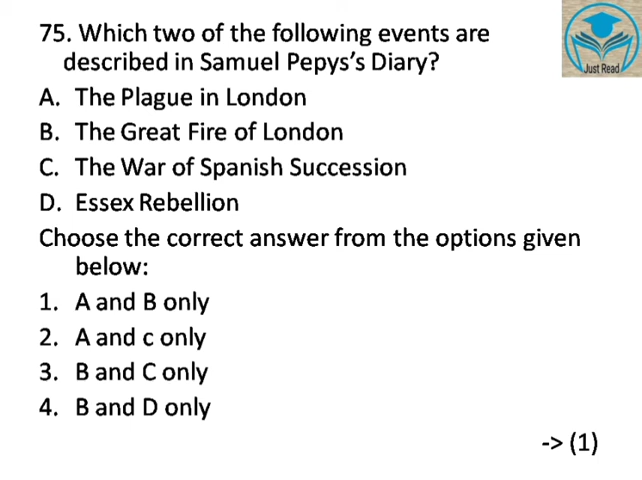 75. Which two of the following events are
described in Samuel Pepys's Diary?
A. The Plague in London
B. The Great Fire of London
C. The War of Spanish Succession
D. Essex Rebellion
Choose the correct answer from the options given
below:
1. A and B only
2. A and c only
3. B and C only
4. B and D only
-> (1)
Just Read